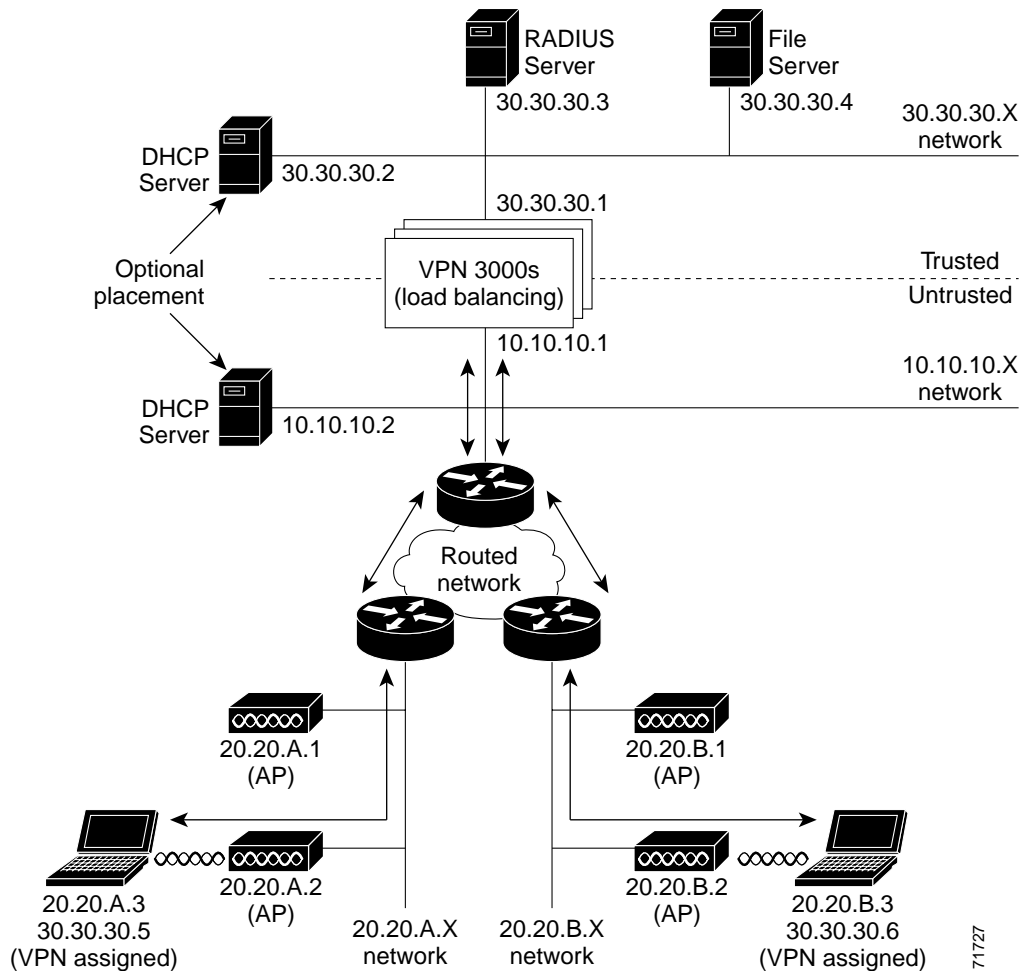 RADIUS
Server
30.30.30.3
File
Server
30.30.30.4
30.30.30.X
network
DHCP
Server
30.30.30.2
30.30.30.1
Optional
placement
VPN 3000s
(load balancing)
Trusted
Untrusted
10.10.10.1
10.10.10.X
network
DHCP
Server
10.10.10.2
Routed
network
20.20.A.1
(AP)
20.20.B.1
(AP)
20.20.A.3
30.30.30.5
(VPN assigned)
20.20.A.2
(AP)
20.20.A.X
network
20.20.B.X
network
20.20.B.2
(AP)
20.20.B.3
30.30.30.6
(VPN assigned)
71727